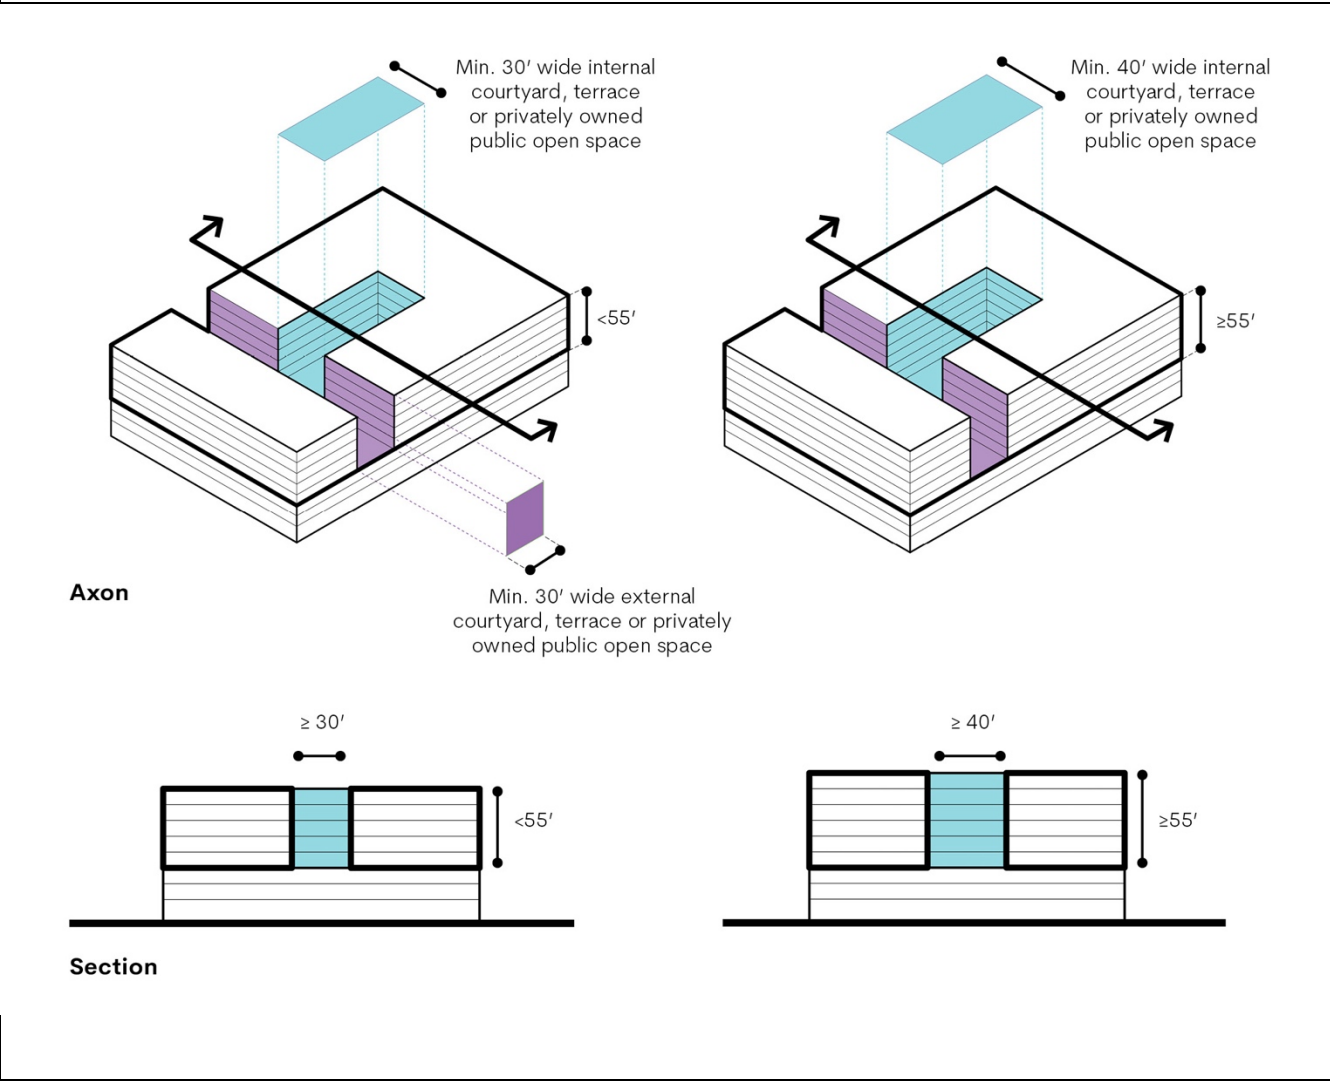 Min. 30′ wide internal
courtyard, terrace
or privately owned
public open space
Min. 40′ wide internal
courtyard, terrace
or privately owned
public open space
<55′
≥55′
Axon
Min. 30′ wide external
courtyard, terrace or privately
owned public open space
≥ 30′
≥ 40′
<55′
≥55′
Section